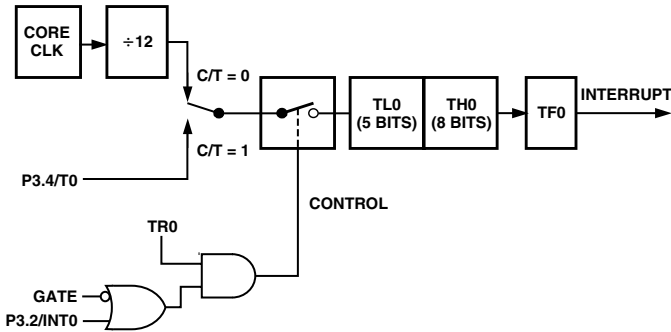 CORE
CLK
÷12
C/T = 0
C/T = 1
P3.4/T0
TL0
(5 BITS)
TH0
(8 BITS)
TF0
INTERRUPT
CONTROL
TR0
GATE
P3.2/INT0